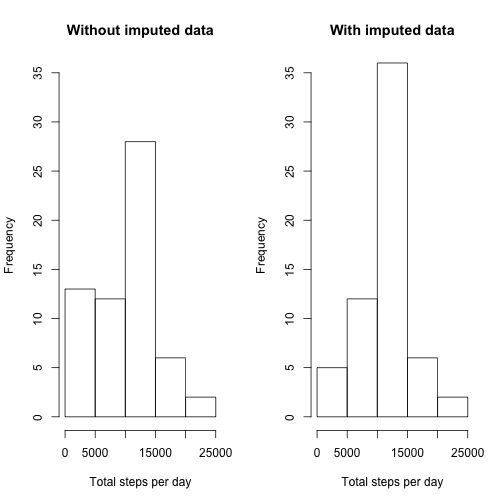 Without imputed data
With imputed data
Frequency
0
5
10
15
20
25
30
35
0 5000 15000 25000
Total steps per day
Frequency
0
5
10
15
20
25
30
35
0 5000 15000 25000
Total steps per day